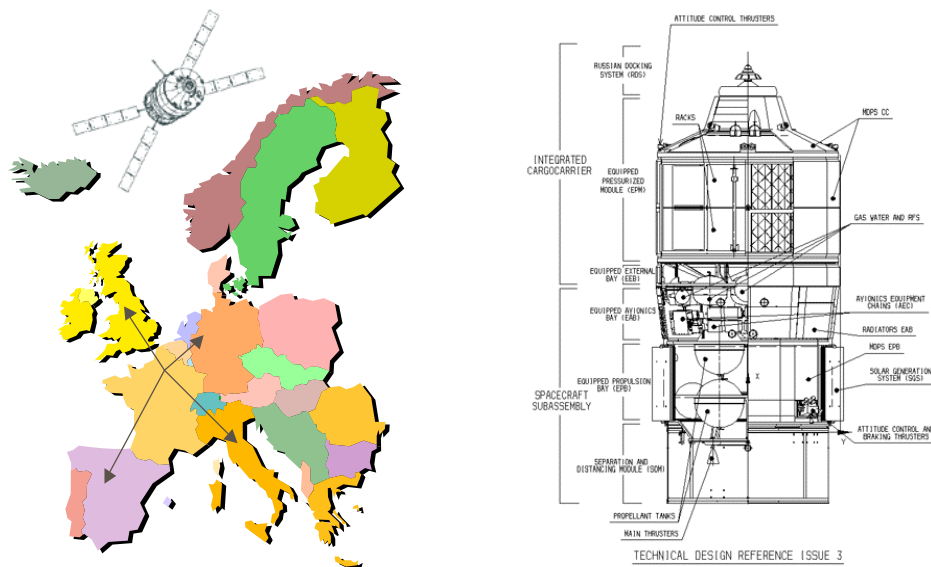 ATTITUDE CONTROL THRUSTERS
RUSSIAN DOCKING
SYSTEM (RDS)
RACKS
MDPS CC
INTEGRATED
CARGOCARRIER
EQUIPPED
PRESSURIZED
MODULE (EPM)
GAS WATER AND RFS
EQUIPPED EXTERNAL
BAY (EEB)
EQUIPPED AVIONICS
BAY (EAB)
AVIONICS EQUIPMENT
CHAINS (AEC)
RADIATORS EAB
MDPS EPB
SOLAR GENERATION
SYSTEM (SGS)
EQUIPPED PROPULSION
BAY (EPB)
X
SPACECRAFT
SUBASSEMBLY
ATTITUDE CONTROL AND
BRAKING THRUSTERS
Y
SEPARATION AND
DISTANCING MODULE (SDM)
PROPELLANT TANKS
MAIN THRUSTERS
TECHNICAL DESIGN REFERENCE ISSUE 3